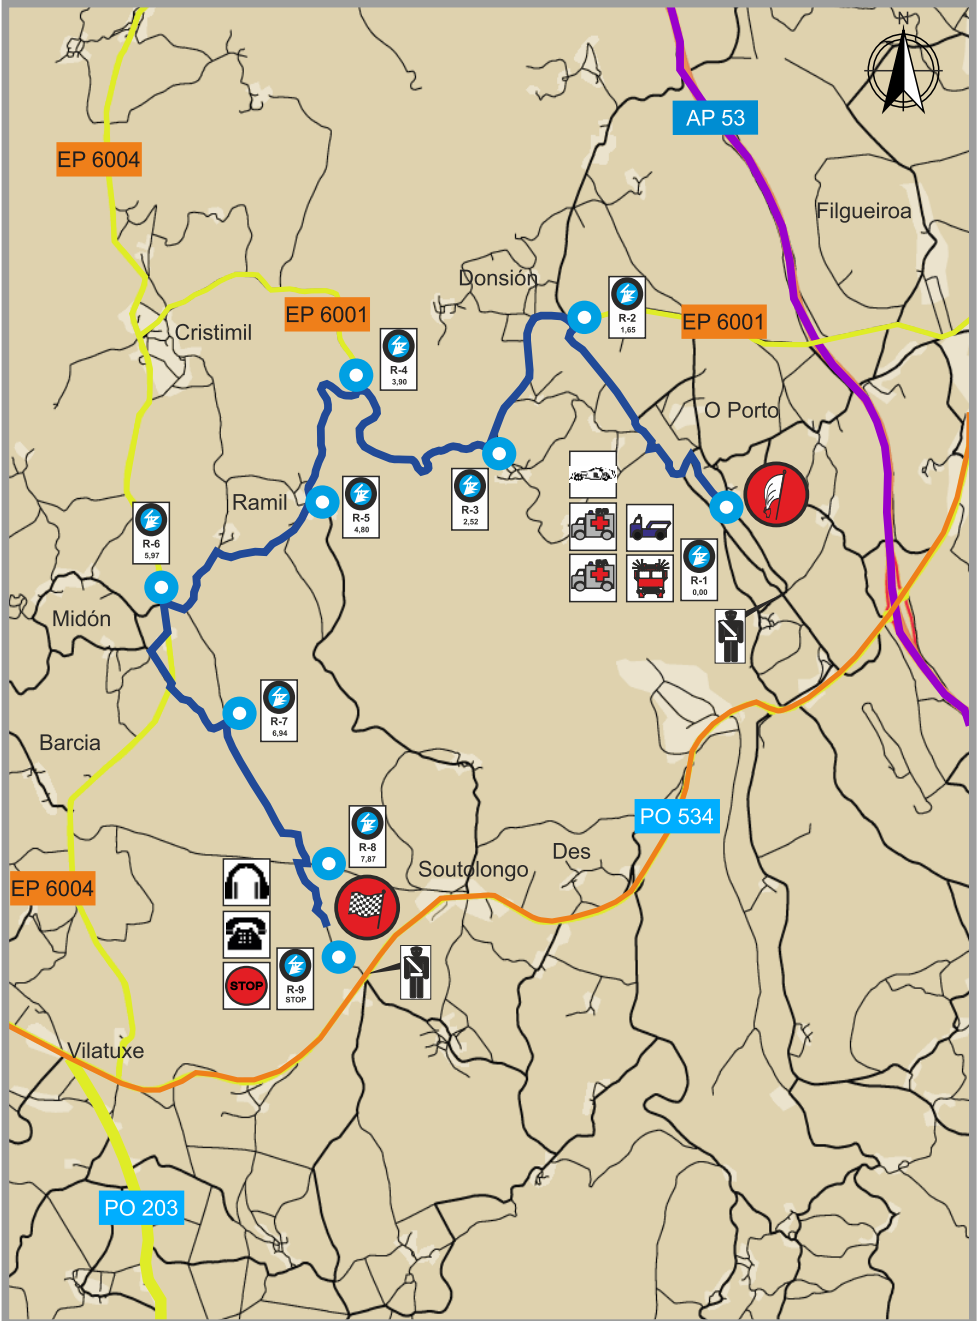 N
AP 53
EP 6004
Filgueiroa
Donsión
R-2
1,65
EP 6001
EP 6001
Cristimil
R-4
3,90
O Porto
R-3
2,52
Ramil
R-5
4,80
R-6
5,97
R-1
0,00
Midón
R-7
6,94
Barcia
PO 534
R-8
7,87
Des
Soutolongo
EP 6004
STOP
R-9
STOP
Vilatuxe
PO 203